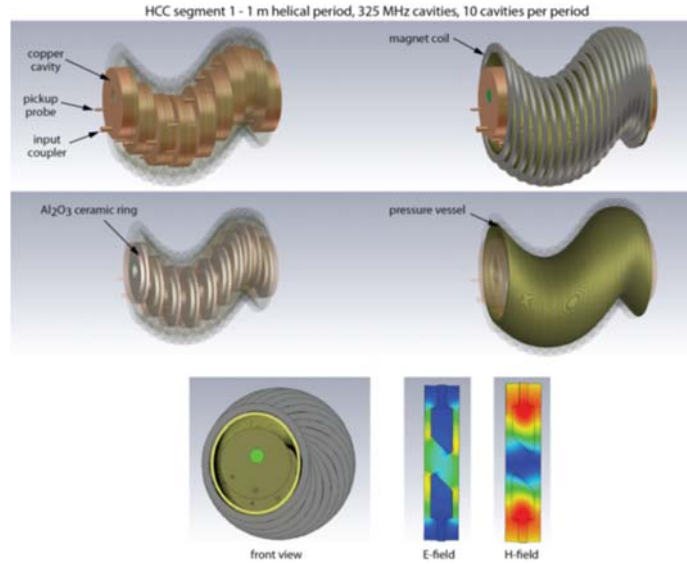 HCC segment 1 - 1 m helical period, 325 MHz cavities, 10 cavities per period
copper
cavity
pickup
probe
input
coupler
magnet coil
Al2O3 ceramic ring
pressure vessel
front view
E-field
H-field